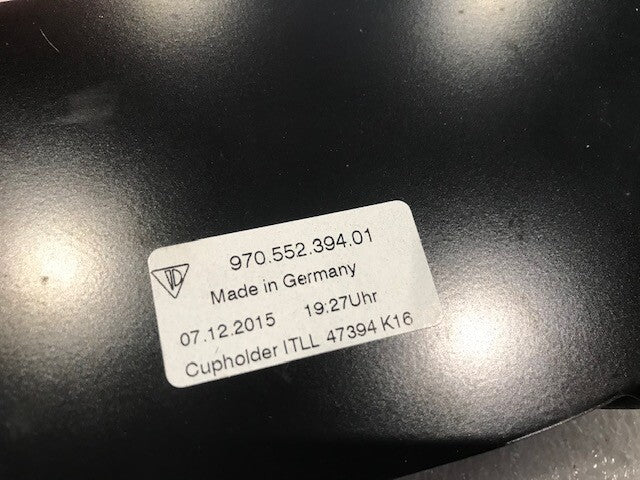 970.552.394.01
Made in Germany
07.12.2015 19:27Uhr
Cupholder ITLL 47394 K16